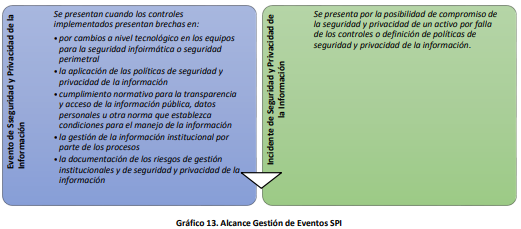 Evento de Sseguridad y Privacidad de la
Información
Se presentan cuando los controles
implementados presentan brechas en:
• por cambios a nivel tecnológico en los equipos
para la seguridad infoirmática o seguridad
perimetral
• la aplicación de las políticas de seguridad y
privacidad de la información
• cumplimiento normativo para la transparencia
y acceso de la información pública, datos
personales u otra norma que establezca
condiciones para el manejo de la información
• la gestión de la información institucional por
parte de los procesos
• la documentación de los riesgos de gestión
institucionales y de seguridad y privacidad de la
información
Incidente de Seguridad y Privacidad de
la Información
Se presenta por la posibilidad de compromiso de
la seguridad y privacidad de un activo por falla
de los controles o definición de políticas de
seguridad y privacidad de la información.
Gráfico 13. Alcance Gestión de Eventos SPI